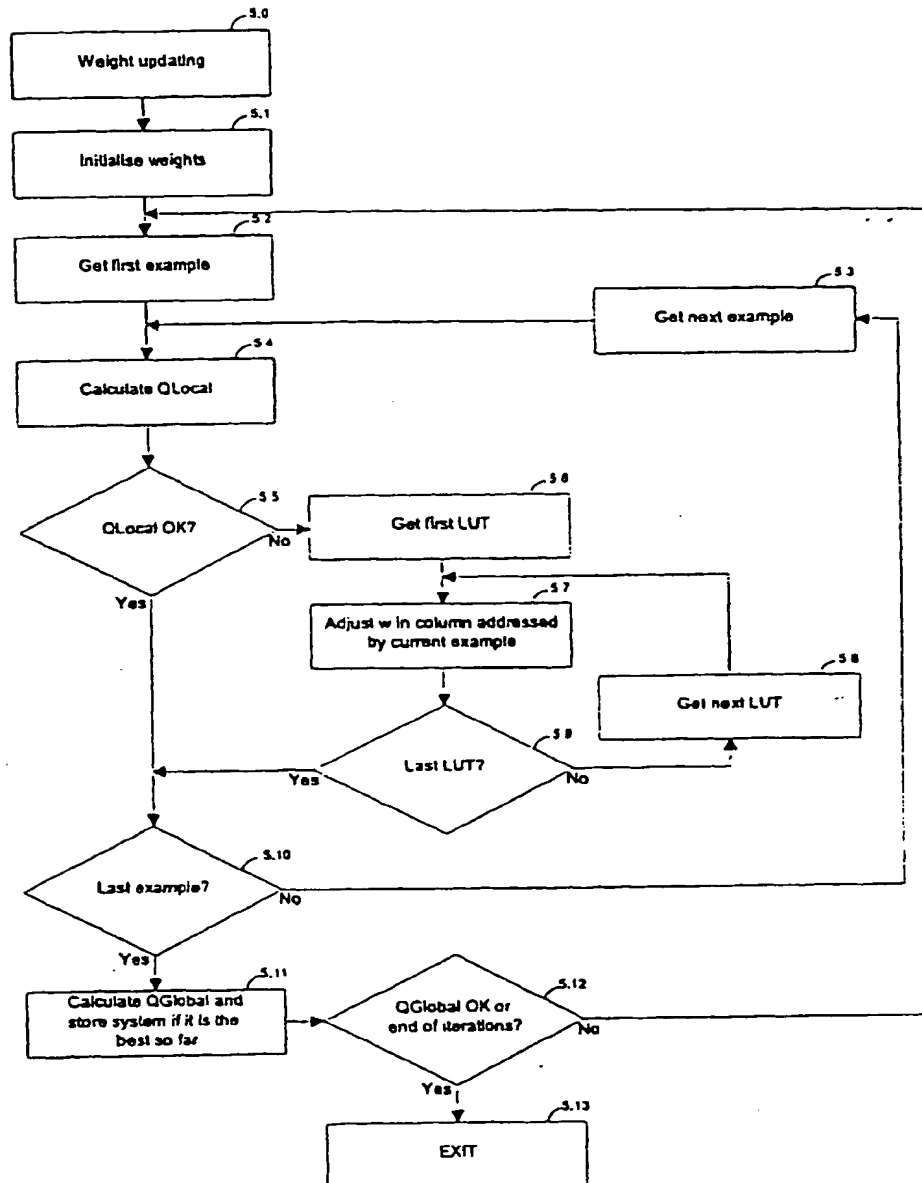 5.0
Weight updating
5.1
Initialise weights
5.2
Get first example
5.3
Get next example
5.4
Calculate QLocal
5.5
QLocal OK?
No
Yes
5.6
Get first LUT
5.7
Adjust w in column addressed
by current example
5.8
Get next LUT
5.9
Last LUT?
Yes
No
5.10
Last example?
No
Yes
5.11
Calculate QGlobal and
store system if it is the
best so far
5.12
QGlobal OK or
end of iterations?
No
Yes
5.13
EXIT